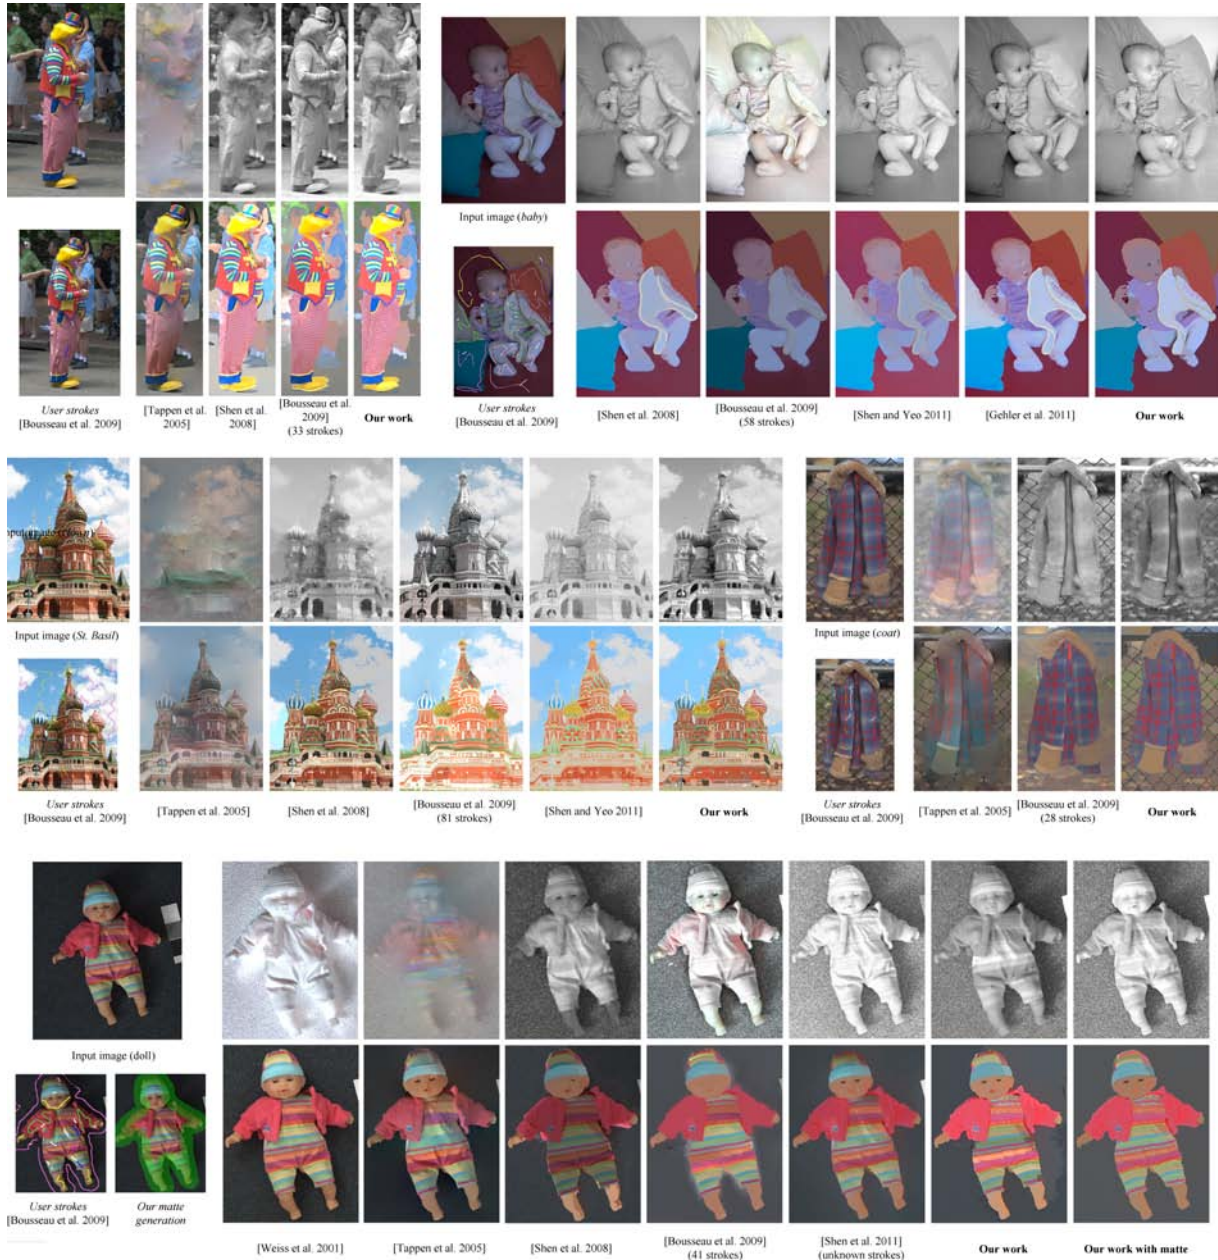 User strokes
[Bousseau et al. 2009]
[Tappen et al.
2005]
[Shen et al.
2008]
[Bousseau et al.
2009]
(33 strokes)
Our work
Input image (baby)
User strokes
[Bousseau et al. 2009]
[Shen et al. 2008]
[Bousseau et al. 2009]
(58 strokes)
[Shen and Yeo 2011]
[Gehler et al. 2011]
Our work
Input image (clown)
Input image (St. Basil)
User strokes
[Bousseau et al. 2009]
[Tappen et al. 2005]
[Shen et al. 2008]
[Bousseau et al. 2009]
(81 strokes)
[Shen and Yeo 2011]
Our work
Input image (coat)
User strokes
[Bousseau et al. 2009]
[Tappen et al. 2005]
[Bousseau et al. 2009]
(28 strokes)
Our work
Input image (doll)
User strokes
[Bousseau et al. 2009]
Our matte
generation
[Weiss et al. 2001]
[Tappen et al. 2005]
[Shen et al. 2008]
[Bousseau et al. 2009]
(41 strokes)
[Shen et al. 2011]
(unknown strokes)
Our work
Our work with matte